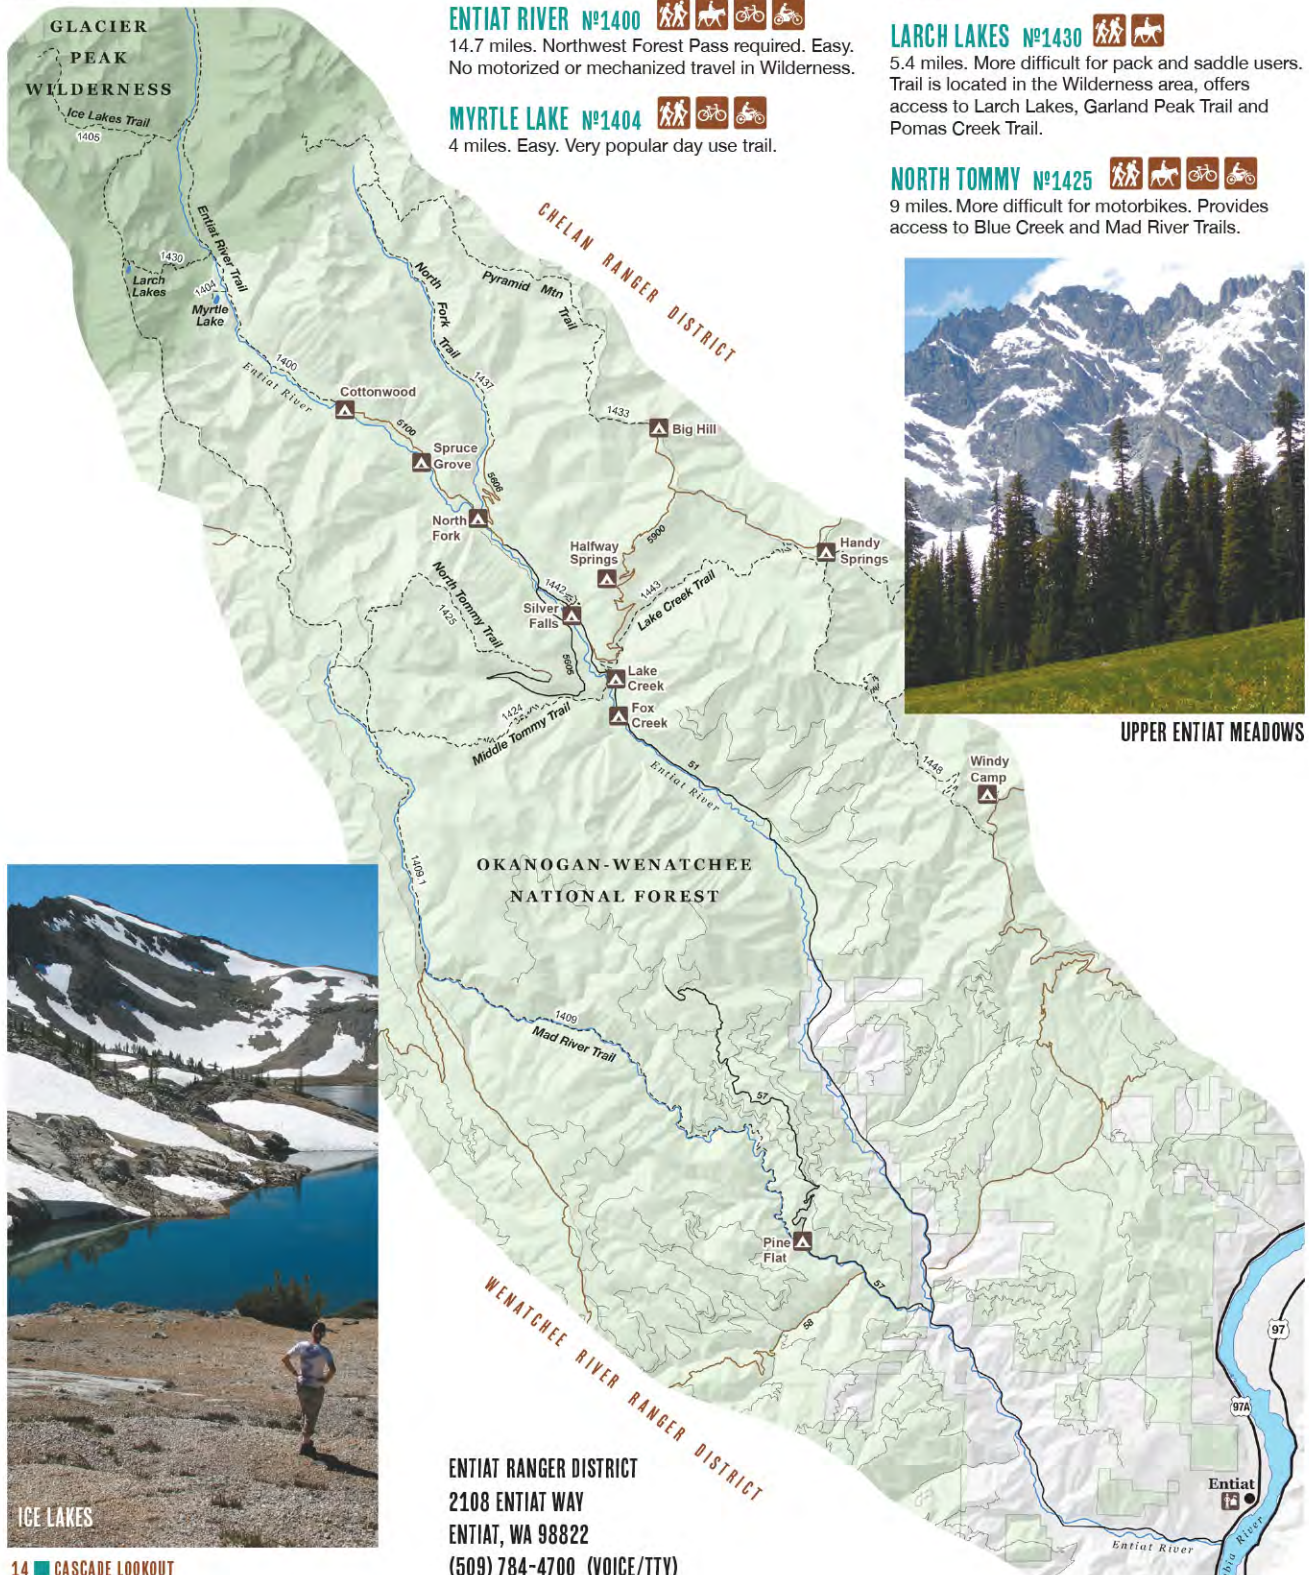 ENTIAT RIVER Nº1400
14.7 miles. Northwest Forest Pass required. Easy.
No motorized or mechanized travel in Wilderness.
MYRTLE LAKE Nº1404
4 miles. Easy. Very popular day use trail.
LARCH LAKES Nº1430
5.4 miles. More difficult for pack and saddle users.
Trail is located in the Wilderness area, offers
access to Larch Lakes, Garland Peak Trail and
Pomas Creek Trail.
NORTH TOMMY Nº1425
9 miles. More difficult for motorbikes. Provides
access to Blue Creek and Mad River Trails.
GLACIER
PEAK
WILDERNESS
Ice Lakes Trail
1405
Entiat River Trail
1430
Larch
Lakes
1404
Myrtle
Lake
1400
Entiat River
CHELAN RANGER DISTRICT
North Fork Trail
1437
Pyramid Mtn Trail
1433
Big Hill
Cottonwood
5100
Spruce
Grove
5606
North
Fork
5900
Halfway
Springs
Handy
Springs
1443
Lake Creek Trail
1442
Silver
Falls
North Tommy Trail
1425
5605
Lake
Creek
Fox
Creek
1424
Middle Tommy Trail
51
Entiat River
1448
Windy
Camp
UPPER ENTIAT MEADOWS
OKANOGAN-WENATCHEE
NATIONAL FOREST
1409.1
1409
Mad River Trail
57
Pine
Flat
57
58
WENATCHEE RIVER RANGER DISTRICT
97
97A
Entiat
Entiat River
bia River
ICE LAKES
ENTIAT RANGER DISTRICT
2108 ENTIAT WAY
ENTIAT, WA 98822
(509) 784-4700 (VOICE/TTY)
14 CASCADE LOOKOUT